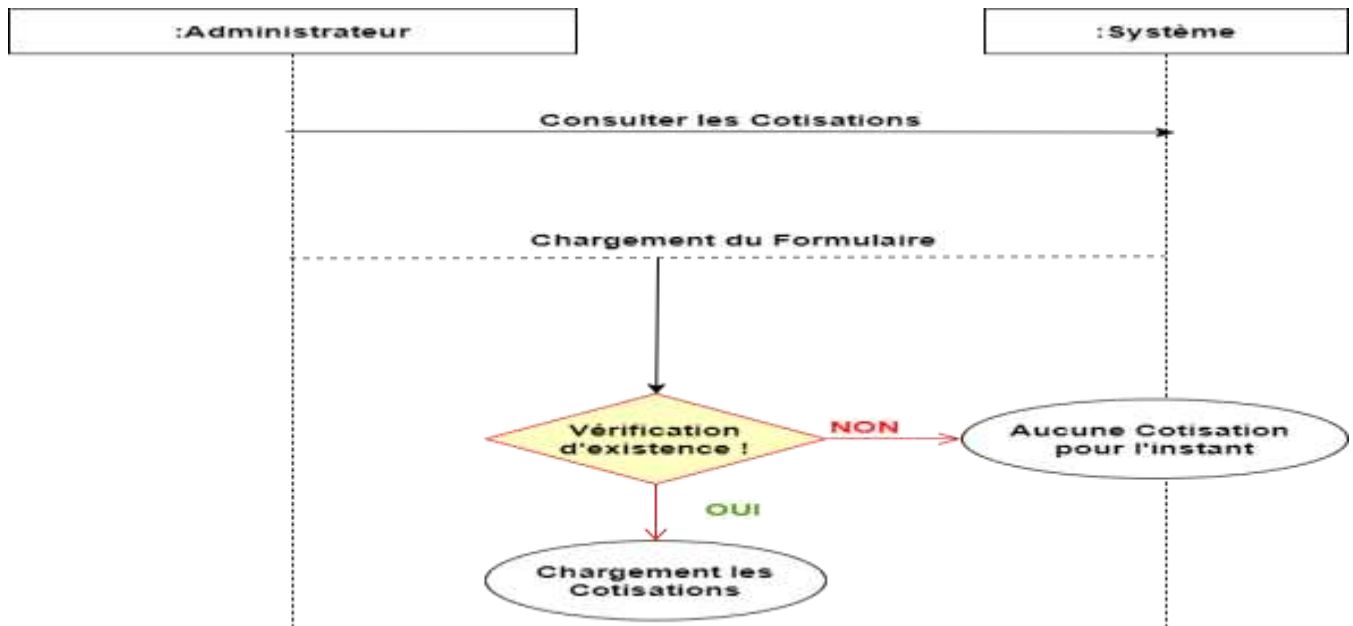 :Administrateur
:Système
Consulter les Cotisations
Chargement du Formulaire
Vérification
d'existence !
NON
Aucune Cotisation
pour l'instant
OUI
Chargement les
Cotisations